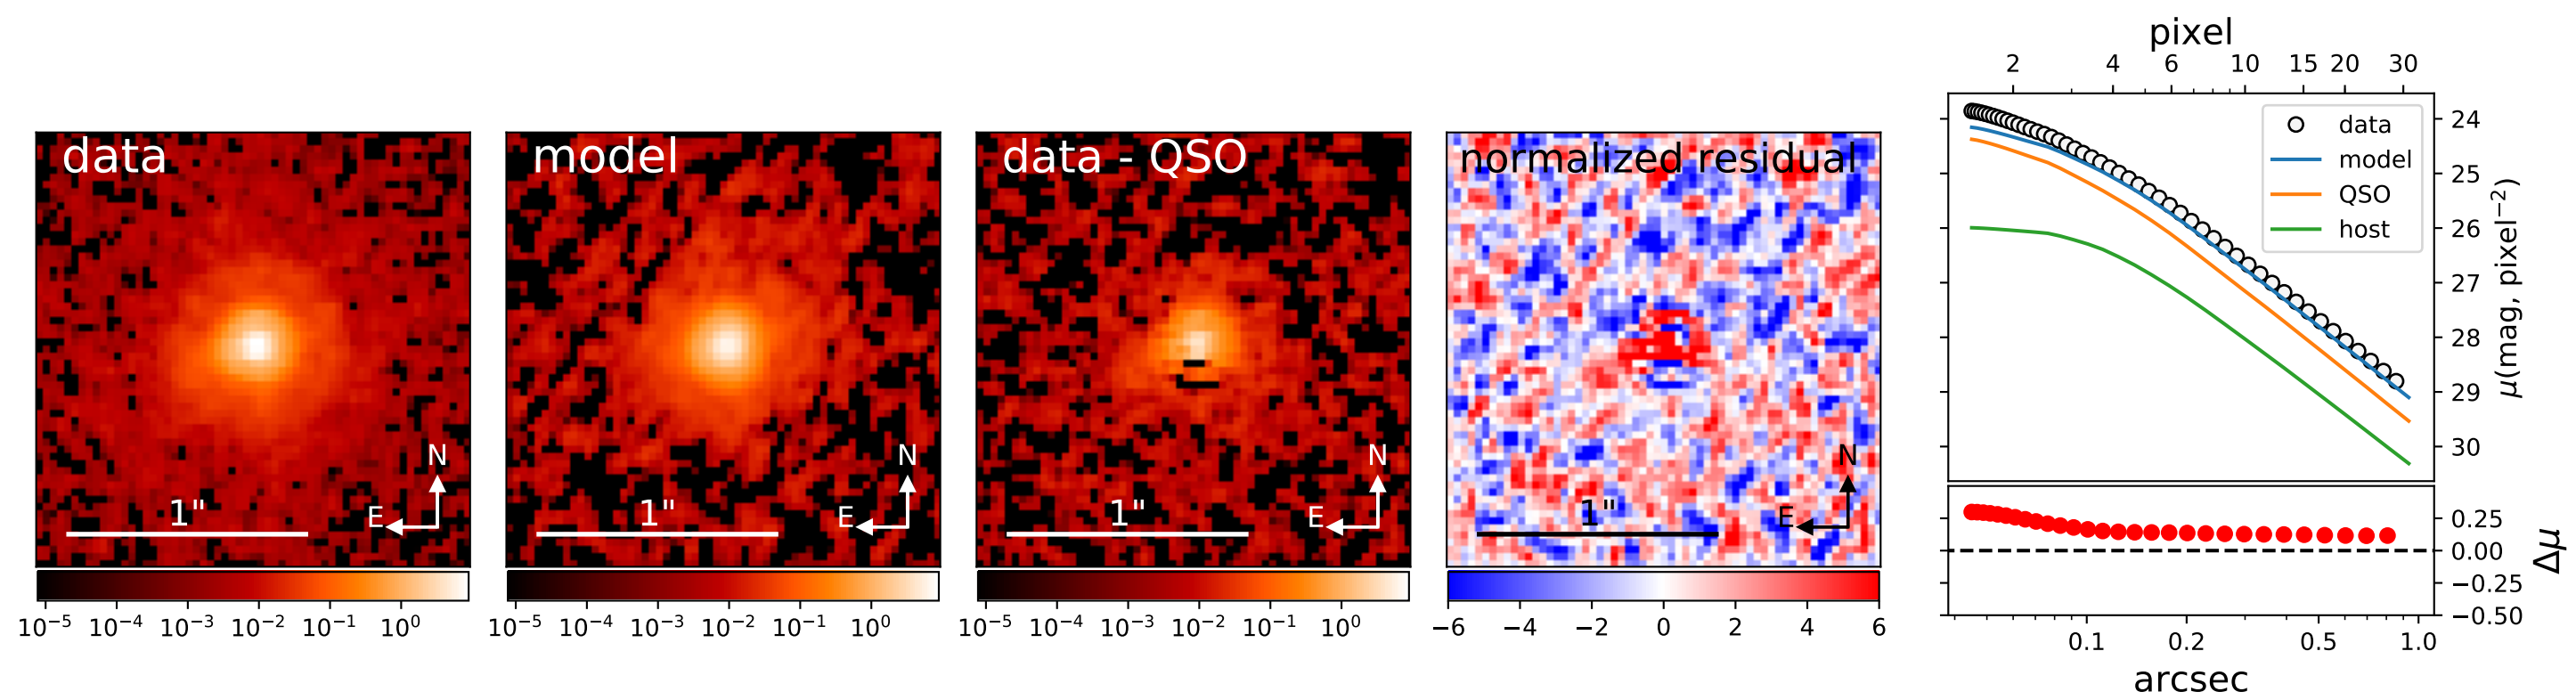 data
N
E
1"
10⁻⁵ 10⁻⁴ 10⁻³ 10⁻² 10⁻¹ 10⁰
model
N
E
1"
10⁻⁵ 10⁻⁴ 10⁻³ 10⁻² 10⁻¹ 10⁰
data - QSO
N
E
1"
10⁻⁵ 10⁻⁴ 10⁻³ 10⁻² 10⁻¹ 10⁰
normalized residual
N
E
1"
−6 −4 −2 0 2 4 6
pixel
2 4 6 10 15 20 30
data
model
QSO
host
24
25
26
27
28
29
30
μ(mag, pixel⁻²)
0.25
0.00
−0.25
−0.50
Δμ
0.1 0.2 0.5 1.0
arcsec